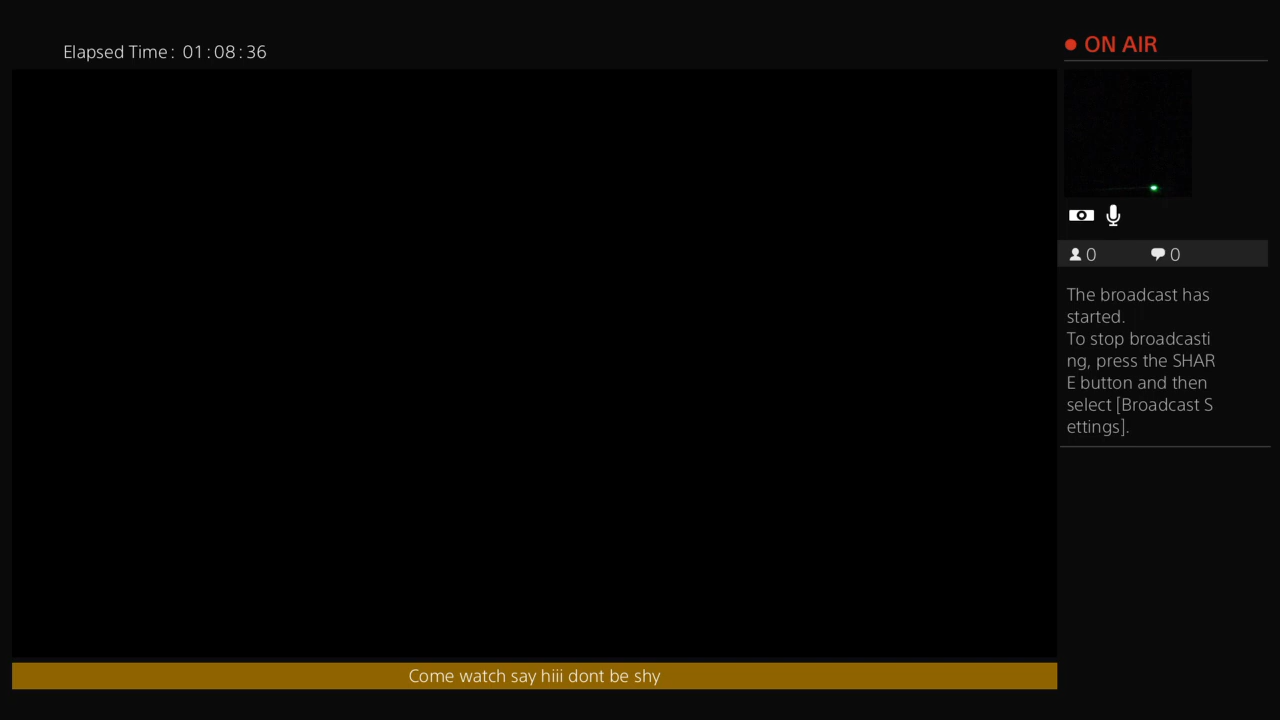 Elapsed Time: 01:08:36
ON AIR
0 0
The broadcast has
started.
To stop broadcasti
ng, press the SHAR
E button and then
select [Broadcast S
ettings].
Come watch say hiii dont be shy